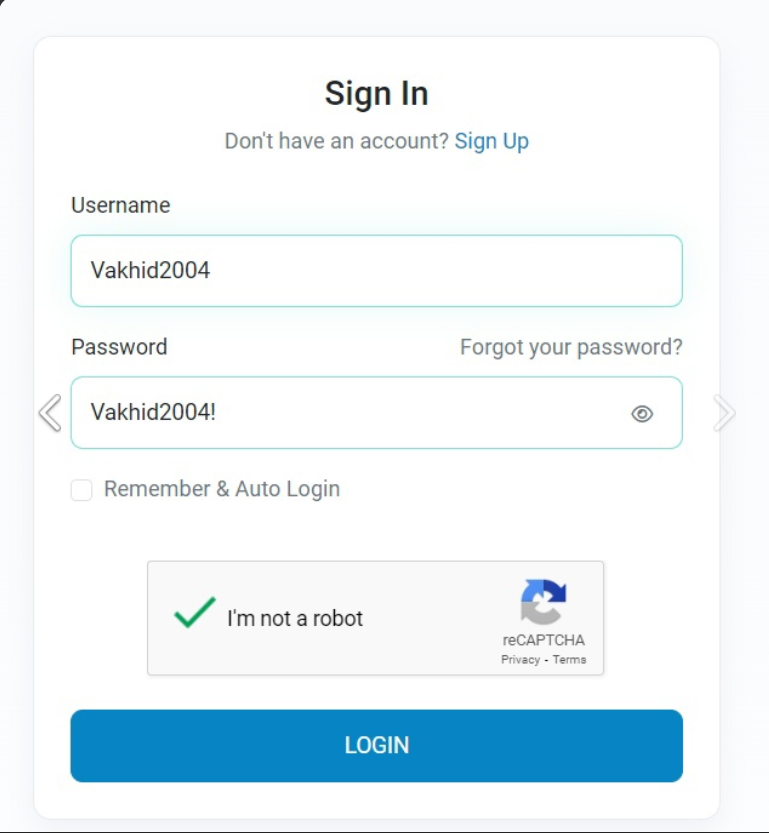 Sign In
Don't have an account? Sign Up
Username
Vakhid2004
Password Forgot your password?
Vakhid2004!
Remember & Auto Login
I'm not a robot
reCAPTCHA
Privacy - Terms
LOGIN